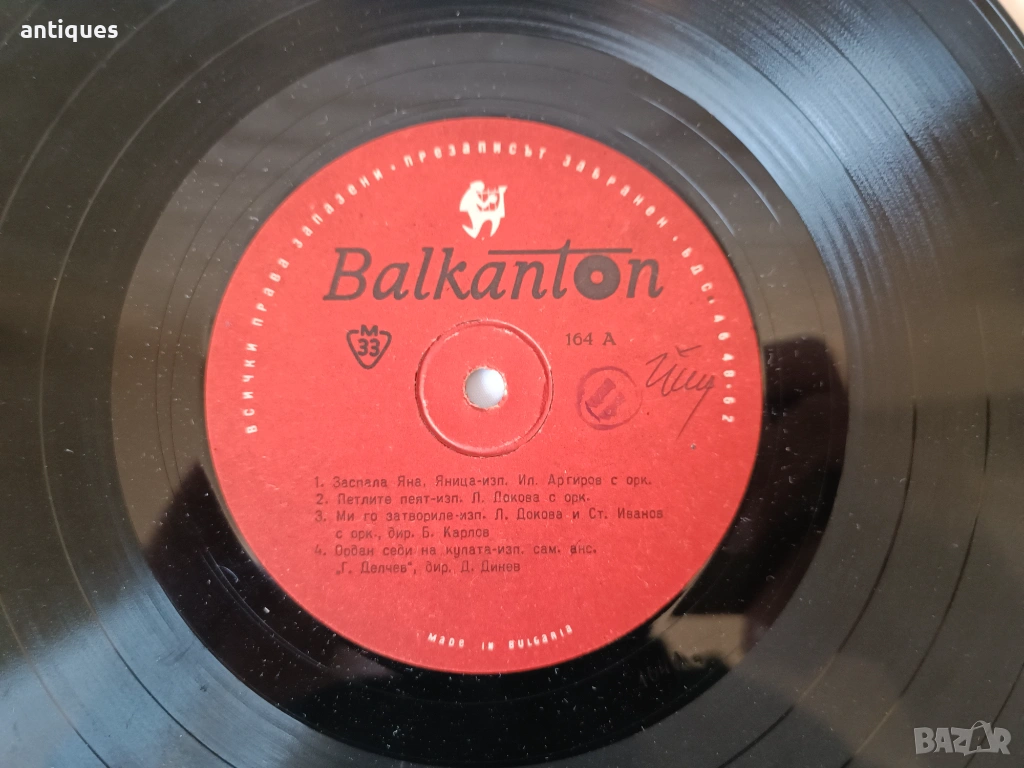 antiques
ВСИЧКИ ПРАВА ЗАПАЗЕНИ · ПРЕЗАПИСЪТ ЗАБРАНЕН · БДС · 4640-62
Balkanton
М
33
164 А
1. Заспала Яна, Яница-изп. Ил. Аргиров с орк.
2. Петлите пеят-изп. Л. Докова с орк.
3. Ми го затвориле-изп. Л. Докова и Ст. Иванов
с орк., дир. Б. Карлов
4. седи на кулата-изп. сам. анс.
„Г. Делчев", дир. Д. Динев
MADE IN BULGARIA
BAZAR